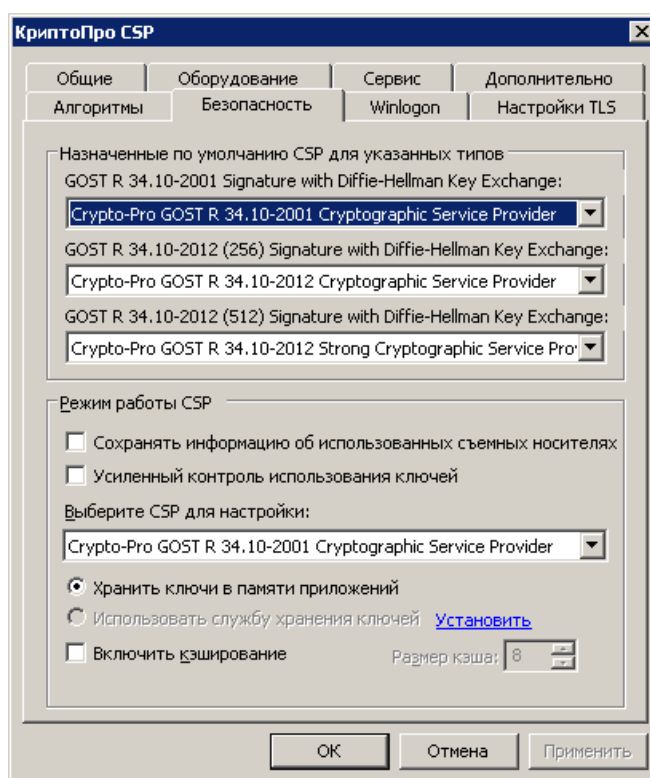 КриптоПро CSP
Общие Оборудование Сервис Дополнительно
Алгоритмы Безопасность Winlogon Настройки TLS
Назначенные по умолчанию CSP для указанных типов
GOST R 34.10-2001 Signature with Diffie-Hellman Key Exchange:
Crypto-Pro GOST R 34.10-2001 Cryptographic Service Provider
GOST R 34.10-2012 (256) Signature with Diffie-Hellman Key Exchange:
Crypto-Pro GOST R 34.10-2012 Cryptographic Service Provider
GOST R 34.10-2012 (512) Signature with Diffie-Hellman Key Exchange:
Crypto-Pro GOST R 34.10-2012 Strong Cryptographic Service Pro
Режим работы CSP
Сохранять информацию об использованных съемных носителях
Усиленный контроль использования ключей
Выберите CSP для настройки:
Crypto-Pro GOST R 34.10-2001 Cryptographic Service Provider
Хранить ключи в памяти приложений
Использовать службу хранения ключей Установить
Включить кэширование Размер кэша: 8
ОК Отмена Применить